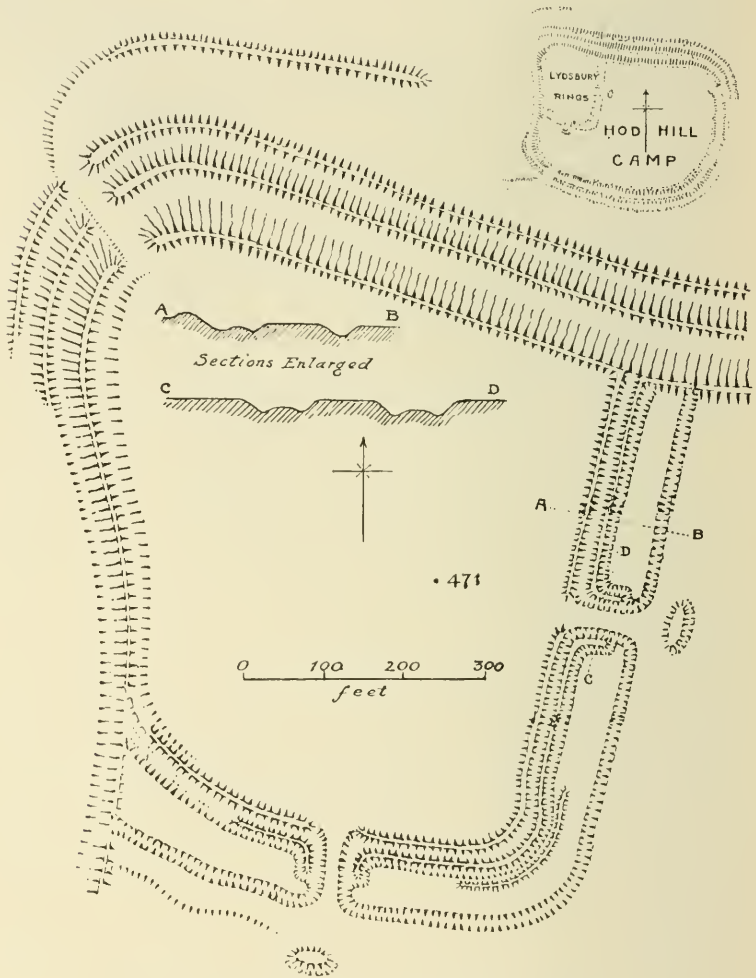 LYDSBURY
RINGS
HOD HILL
CAMP
A B
Sections Enlarged
C D
A
B
D
• 471
C
0 100 200 300
feet